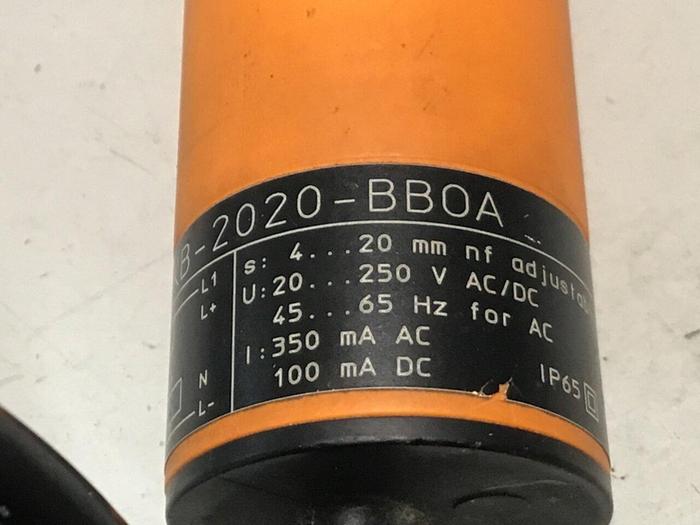 KB-2020-BBOA
L1
L+
N
L-
s: 4...20 mm nf
U: 20...250 V AC/DC
45...65 Hz for AC
I: 350 mA AC
100 mA DC
IP65